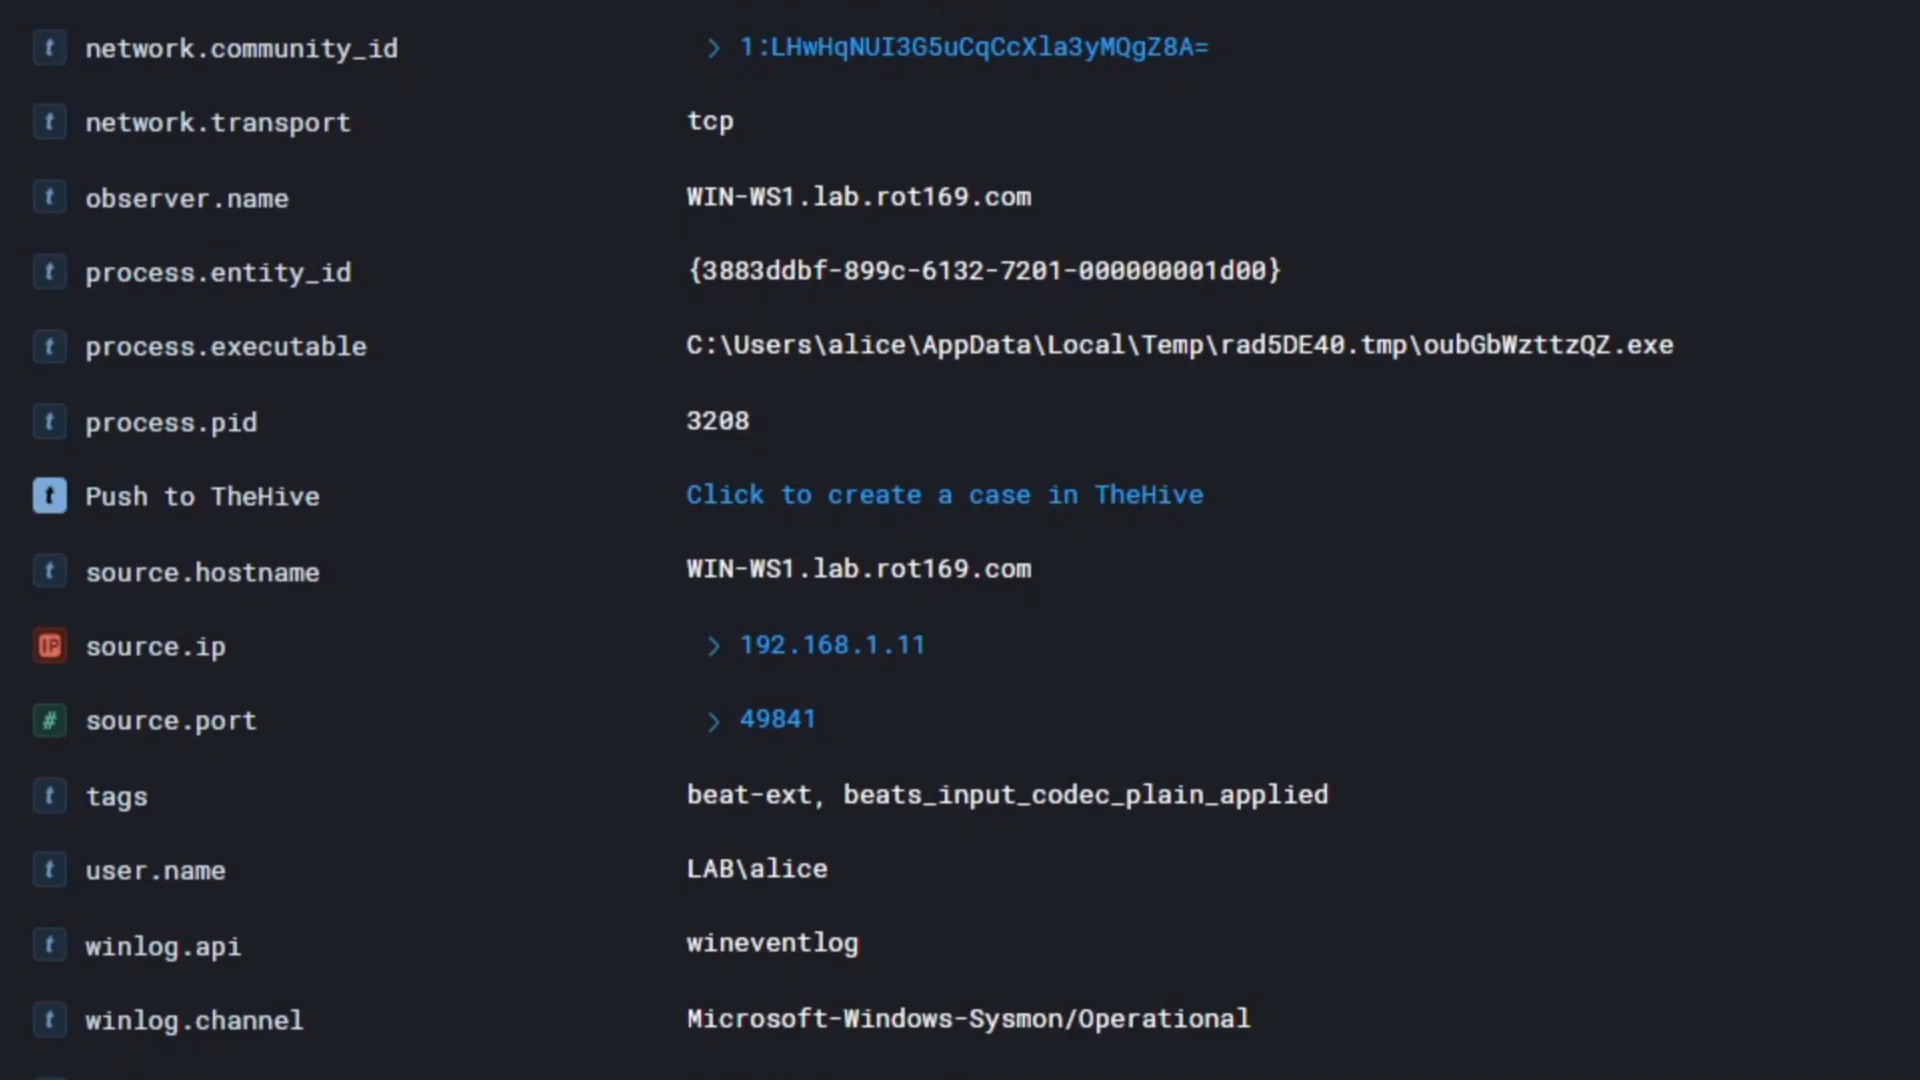 network.community_id 1:LHwHqNUI3G5uCqCcXla3yMQgZ8A=
network.transport tcp
observer.name WIN-WS1.lab.rot169.com
process.entity_id {3883ddbf-899c-6132-7201-000000001d00}
process.executable C:\Users\alice\AppData\Local\Temp\rad5DE40.tmp\oubGbWzttzQZ.exe
process.pid 3208
Push to TheHive Click to create a case in TheHive
source.hostname WIN-WS1.lab.rot169.com
source.ip 192.168.1.11
source.port 49841
tags beat-ext, beats_input_codec_plain_applied
user.name LAB\alice
winlog.api wineventlog
winlog.channel Microsoft-Windows-Sysmon/Operational